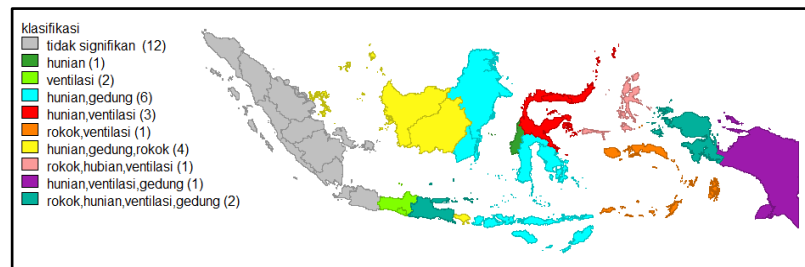 klasifikasi
tidak signifikan (12)
hunian (1)
ventilasi (2)
hunian,gedung (6)
hunian,ventilasi (3)
rokok,ventilasi (1)
hunian,gedung,rokok (4)
rokok,hubian,ventilasi (1)
hunian,ventilasi,gedung (1)
rokok,hunian,ventilasi,gedung (2)